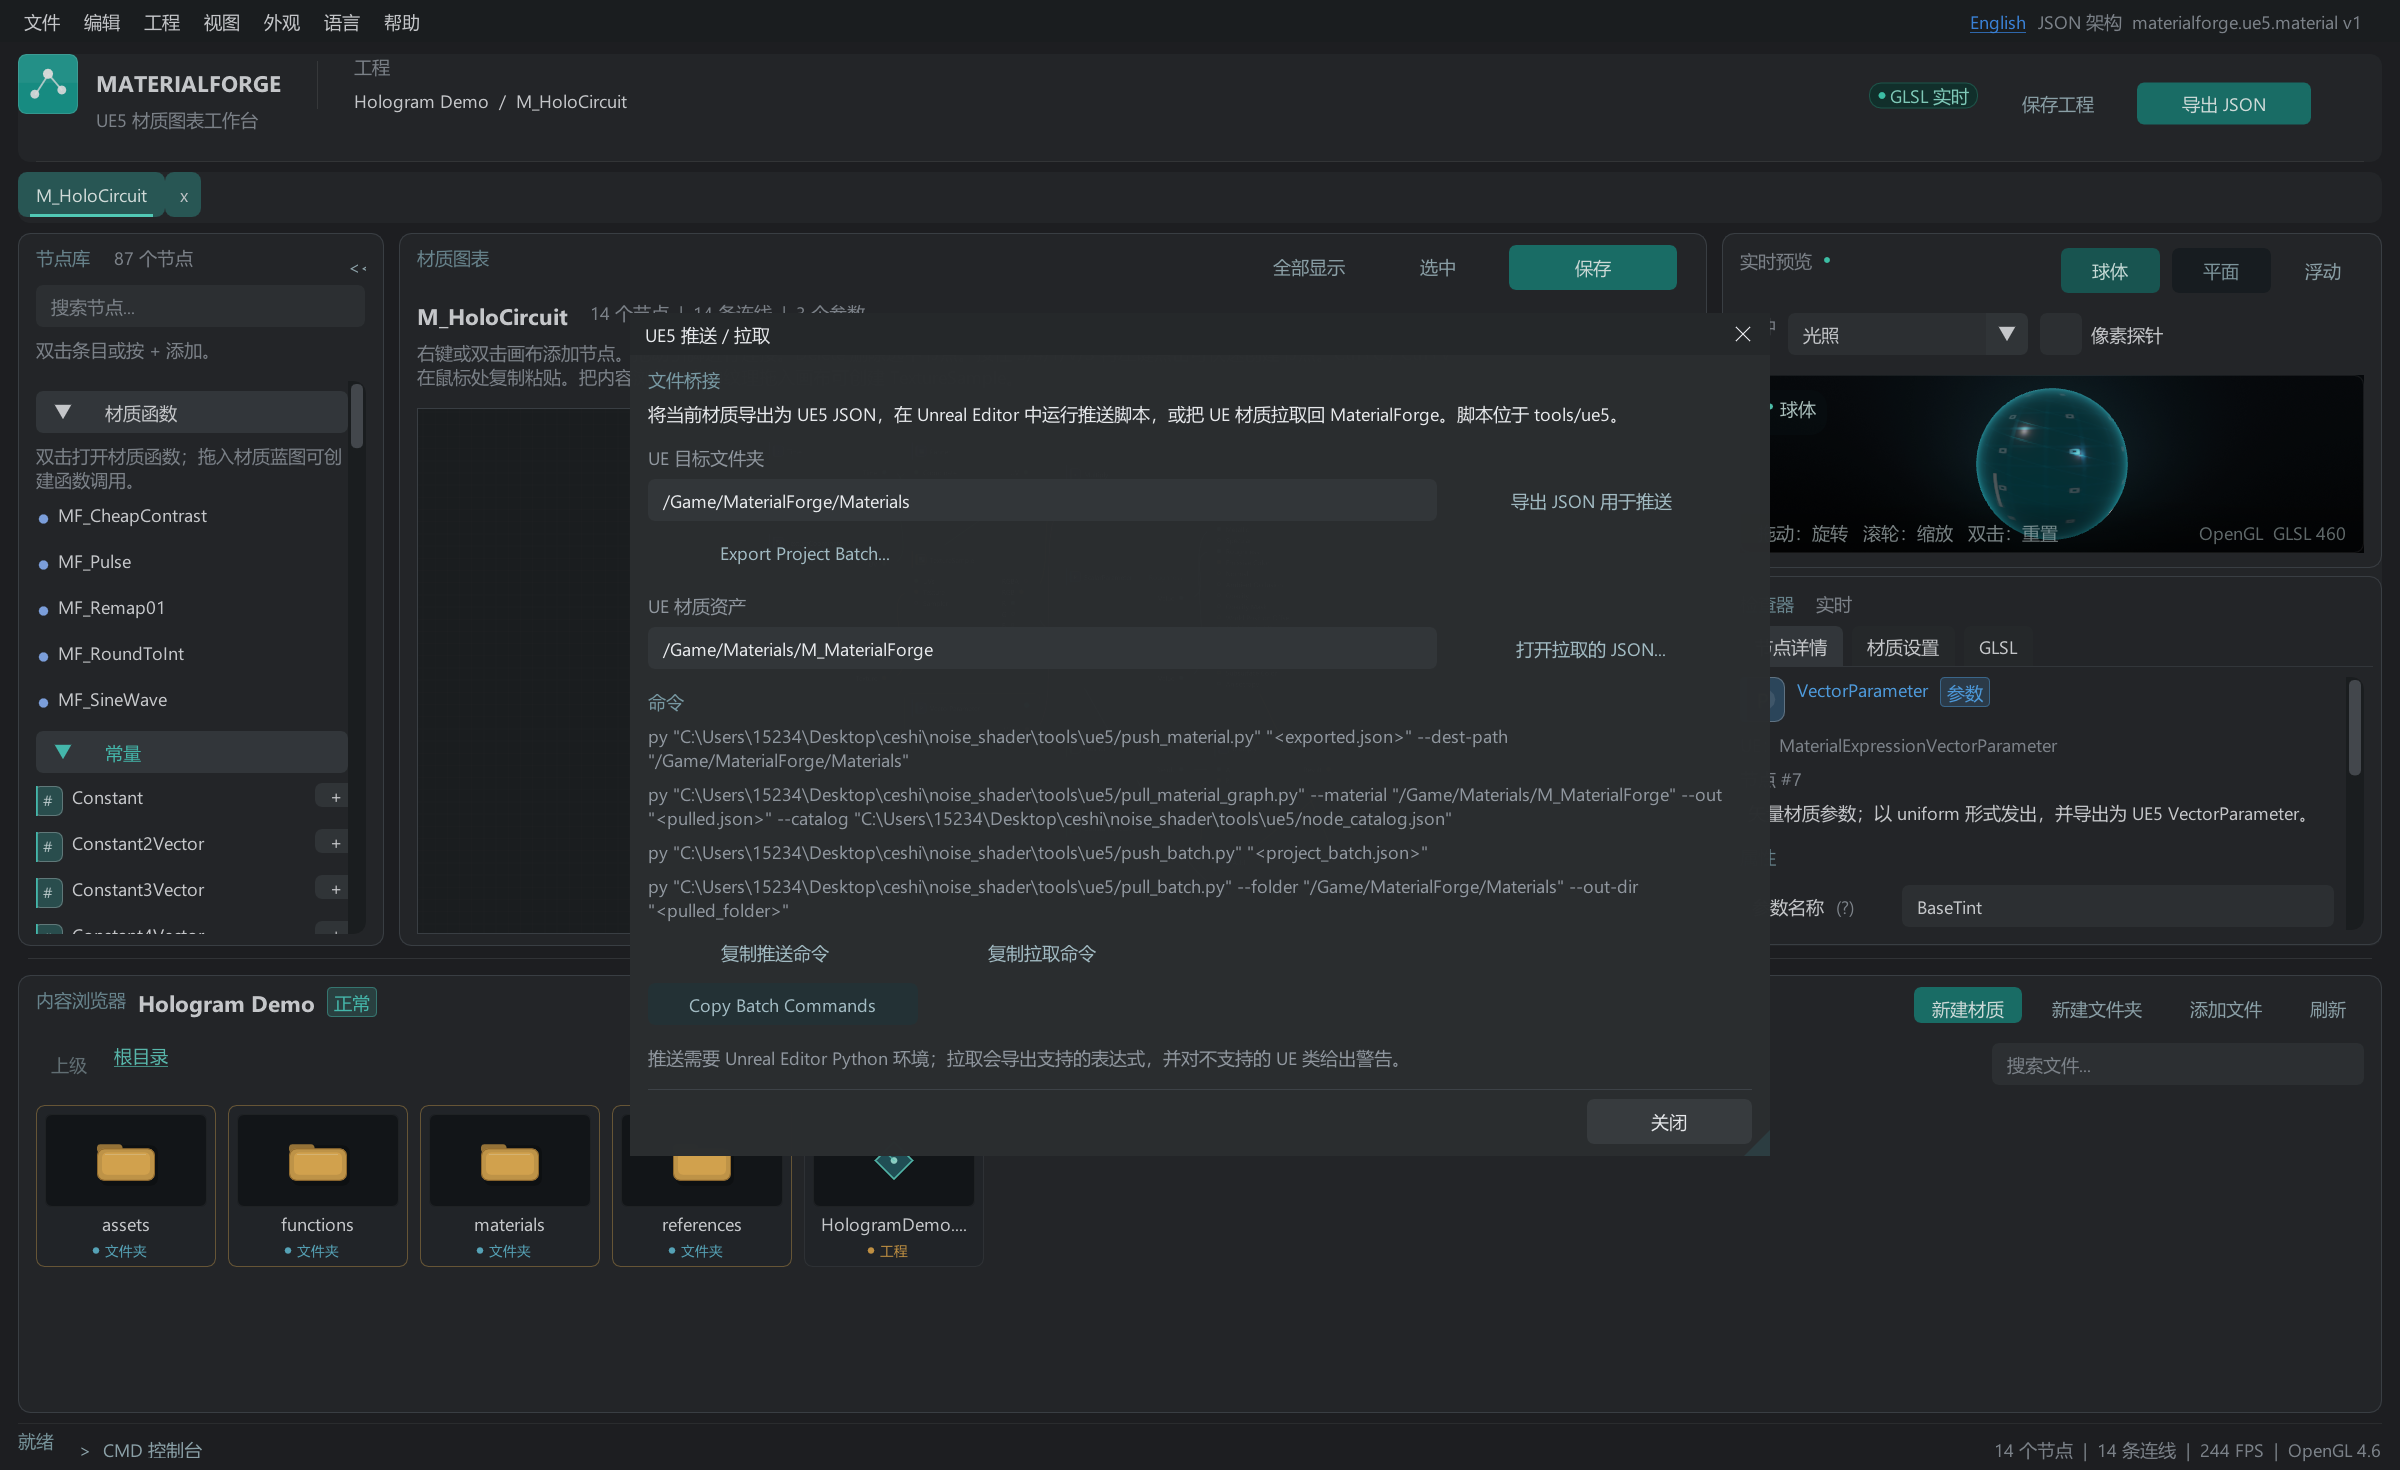 文件 编辑 工程 视图 外观 语言 帮助
English JSON 架构 materialforge.ue5.material v1
MATERIALFORGE
UE5 材质图表工作台
工程
Hologram Demo / M_HoloCircuit
GLSL 实时
保存工程
导出 JSON
M_HoloCircuit x
节点库 87 个节点
<
搜索节点...
双击条目或按 + 添加。
▼ 材质函数
双击打开材质函数；拖入材质蓝图可创
建函数调用。
MF_CheapContrast
MF_Pulse
MF_Remap01
MF_RoundToInt
MF_SineWave
▼ 常量
# Constant +
# Constant2Vector +
# Constant3Vector +
Constant4Vector
材质图表
全部显示 选中 保存
M_HoloCircuit 14 个节点 | 14 条连线 | 3 个参数
右键或双击画布添加节点。
在鼠标处复制粘贴。把内容
UE5 推送 / 拉取
文件桥接
将当前材质导出为 UE5 JSON，在 Unreal Editor 中运行推送脚本，或把 UE 材质拉取回 MaterialForge。脚本位于 tools/ue5。
UE 目标文件夹
/Game/MaterialForge/Materials 导出 JSON 用于推送
Export Project Batch...
UE 材质资产
/Game/Materials/M_MaterialForge 打开拉取的 JSON...
命令
py "C:\Users\15234\Desktop\ceshi\noise_shader\tools\ue5/push_material.py" "<exported.json>" --dest-path
"/Game/MaterialForge/Materials"
py "C:\Users\15234\Desktop\ceshi\noise_shader\tools\ue5/pull_material_graph.py" --material "/Game/Materials/M_MaterialForge" --out
"<pulled.json>" --catalog "C:\Users\15234\Desktop\ceshi\noise_shader\tools\ue5/node_catalog.json"
py "C:\Users\15234\Desktop\ceshi\noise_shader\tools\ue5/push_batch.py" "<project_batch.json>"
py "C:\Users\15234\Desktop\ceshi\noise_shader\tools\ue5/pull_batch.py" --folder "/Game/MaterialForge/Materials" --out-dir
"<pulled_folder>"
复制推送命令 复制拉取命令
Copy Batch Commands
推送需要 Unreal Editor Python 环境；拉取会导出支持的表达式，并对不支持的 UE 类给出警告。
关闭
实时预览
球体 平面 浮动
光照 ▼ 像素探针
球体
动：旋转 滚轮：缩放 双击：重置
OpenGL GLSL 460
器 实时
点详情 材质设置 GLSL
VectorParameter 参数
MaterialExpressionVectorParameter
#7
量材质参数；以 uniform 形式发出，并导出为 UE5 VectorParameter。
数名称 (?) BaseTint
内容浏览器 Hologram Demo 正常
新建材质 新建文件夹 添加文件 刷新
上级 根目录
搜索文件...
assets
文件夹
functions
文件夹
materials
文件夹
references
文件夹
HologramDemo....
工程
就绪 > CMD 控制台
14 个节点 | 14 条连线 | 244 FPS | OpenGL 4.6